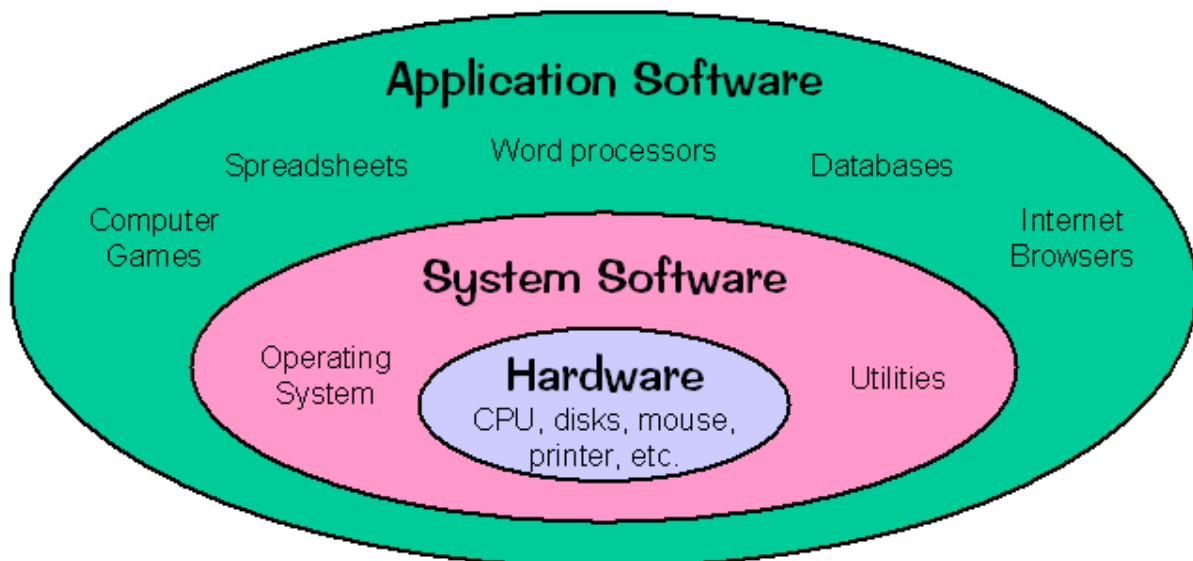 Application Software
Word processors
Spreadsheets
Databases
Computer
Games
Internet
Browsers
System Software
Operating
System
Utilities
Hardware
CPU, disks, mouse,
printer, etc.